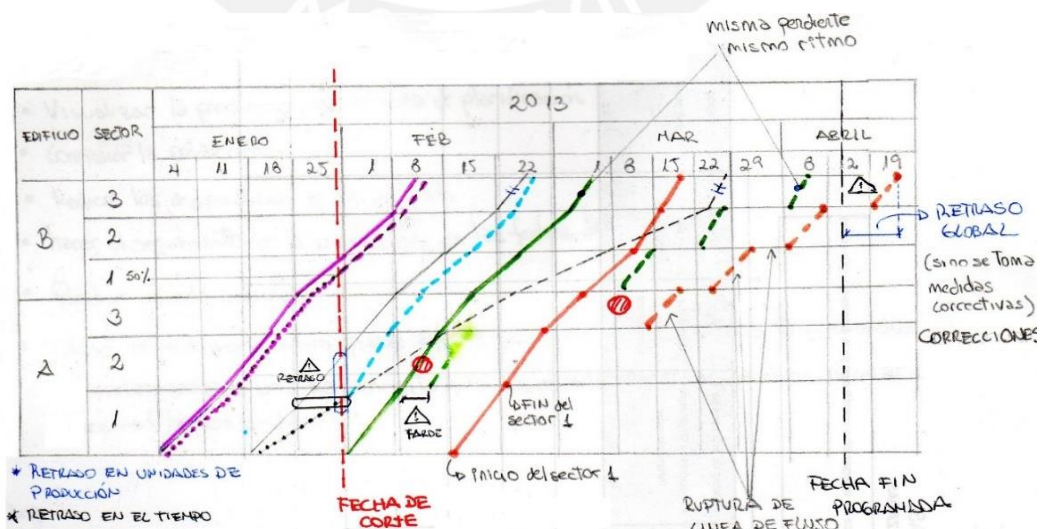 misma pendiente
mismo ritmo
2013
EDIFICIO SECTOR ENERO FEB MAR ABRIL
4 11 18 25 1 8 15 22 1 8 15 22 29 8 2 19
3
B 2
1 50%
3
A 2
1
RETRASO
TARDE
FIN del
sector 1
inicio del sector 1
RETRASO
GLOBAL
(sino se toma
medidas
correctivas)
CORRECCIONES
* RETRASO EN UNIDADES DE
PRODUCCIÓN
* RETRASO EN EL TIEMPO
FECHA DE
CORTE
RUPTURA DE
LINEA DE FLUJO
FECHA FIN
PROGRAMADA